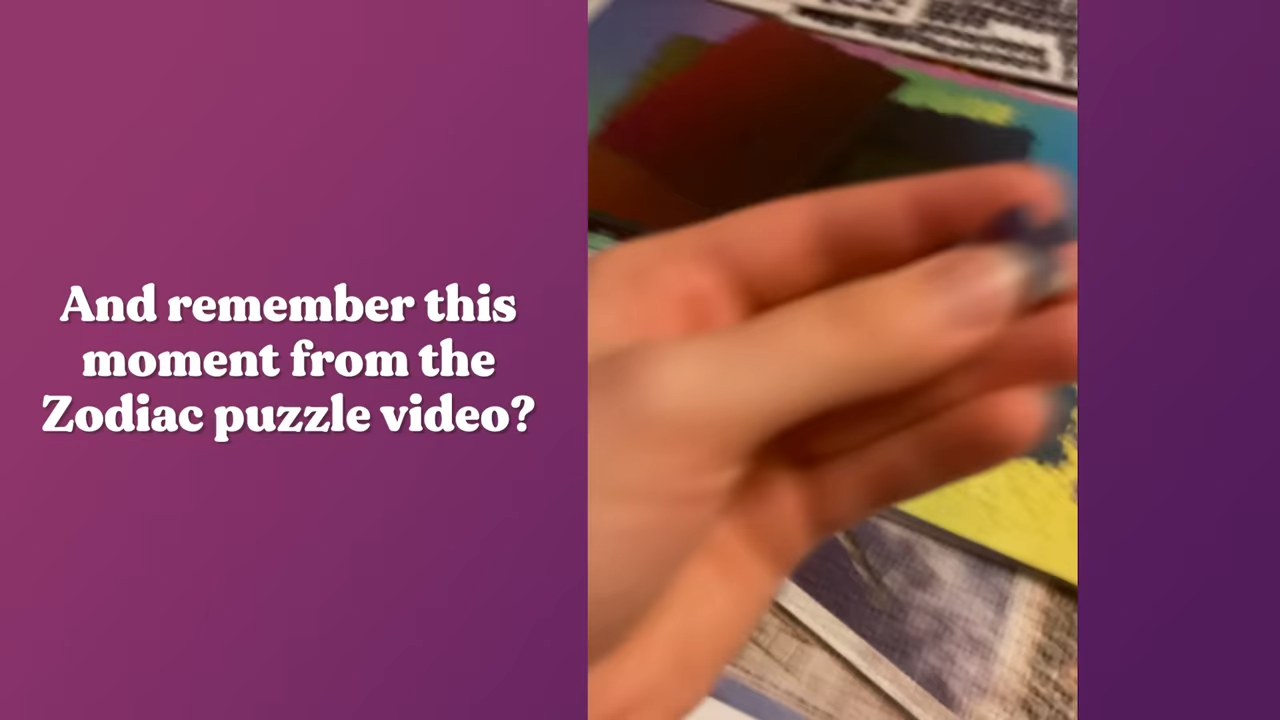 And remember this
moment from the
Zodiac puzzle video?